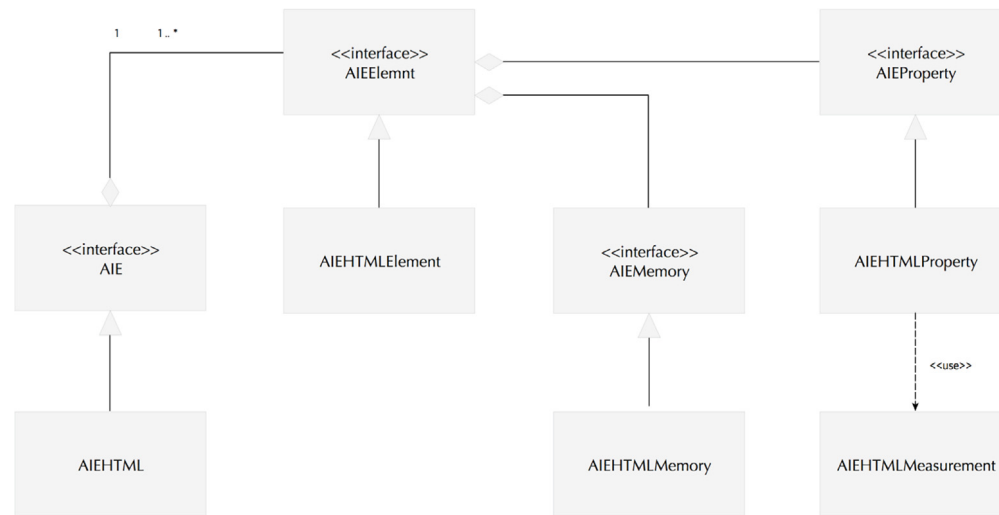 1 1.. *
<<interface>>
AIEElemnt
<<interface>>
AIEProperty
<<interface>>
AIE
AIEHTMLElement
<<interface>>
AIEMemory
AIEHTMLProperty
<<use>>
AIEHTML
AIEHTMLMemory
AIEHTMLMeasurement